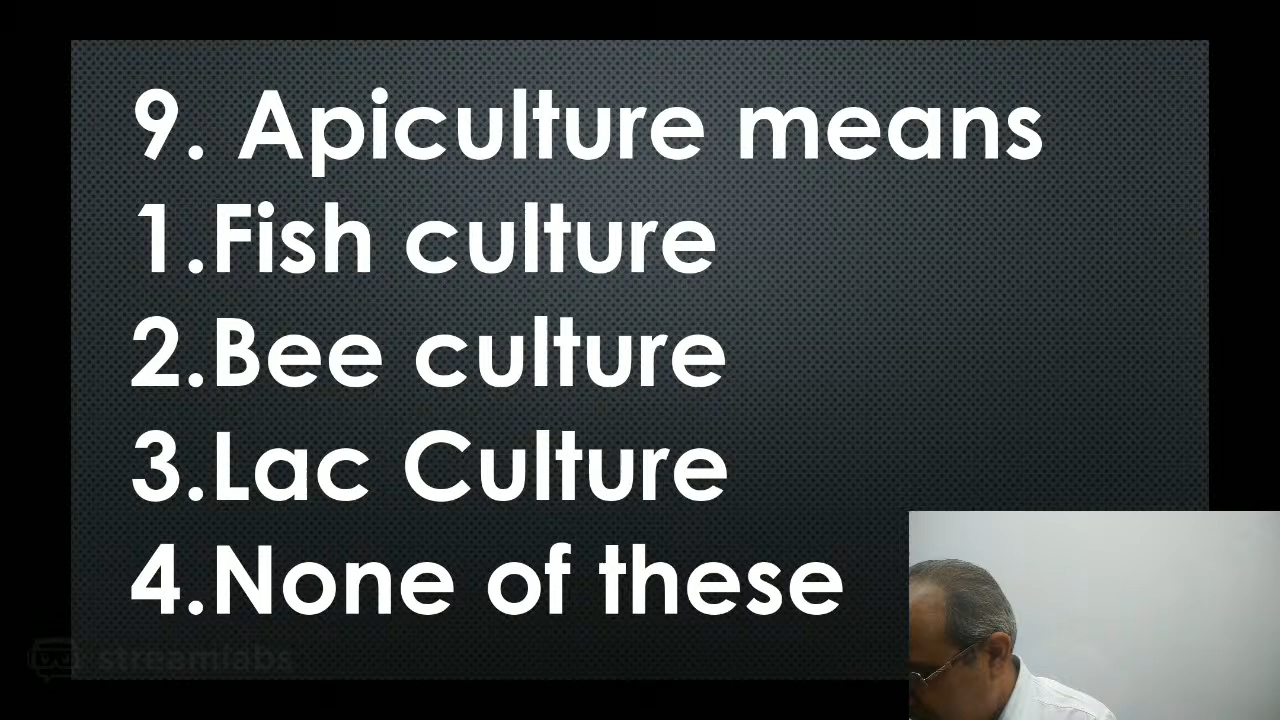 9. Apiculture means
1.Fish culture
2.Bee culture
3.Lac Culture
4.None of these
streamlabs